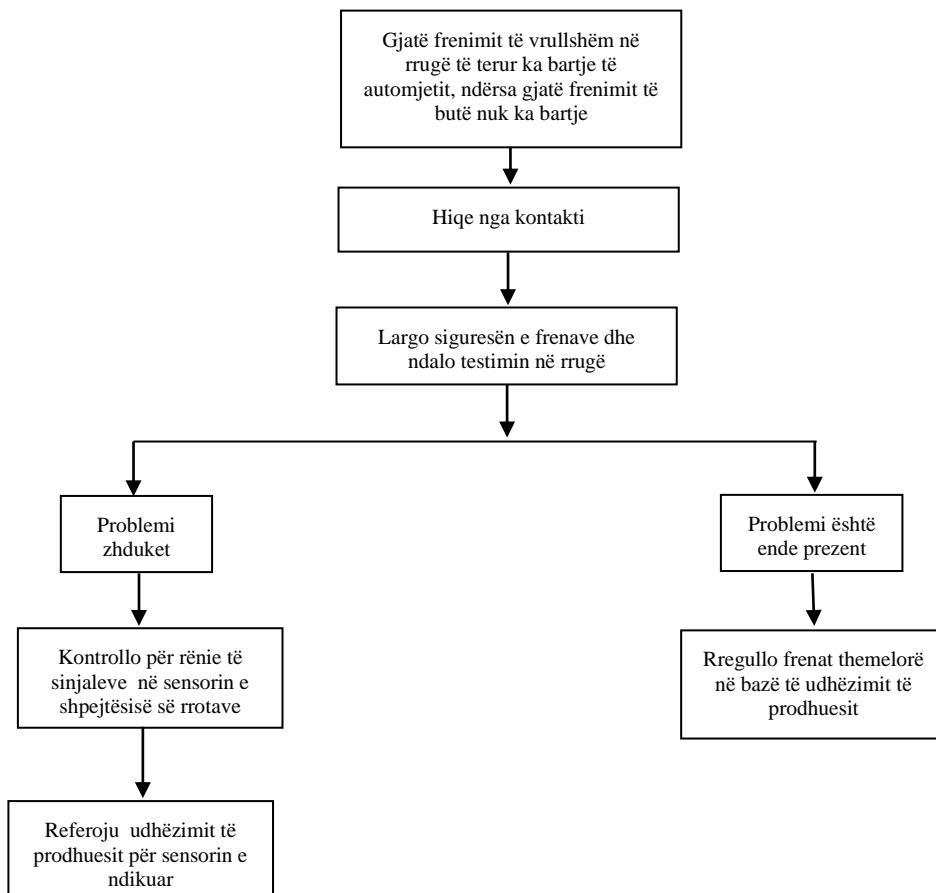 Gjatë frenimit të vrullshëm në
rrugë të terur ka bartje të
automjetit, ndërsa gjatë frenimit të
butë nuk ka bartje
Hiqe nga kontakti
Largo siguresën e frenave dhe
ndalo testimin në rrugë
Problemi
zhduket
Problemi është
ende prezent
Kontrollo për rënie të
sinjaleve në sensorin e
shpejtësisë së rrotave
Rregullo frenat themelorë
në bazë të udhëzimit të
prodhuesit
Referoju udhëzimit të
prodhuesit për sensorin e
ndikuar